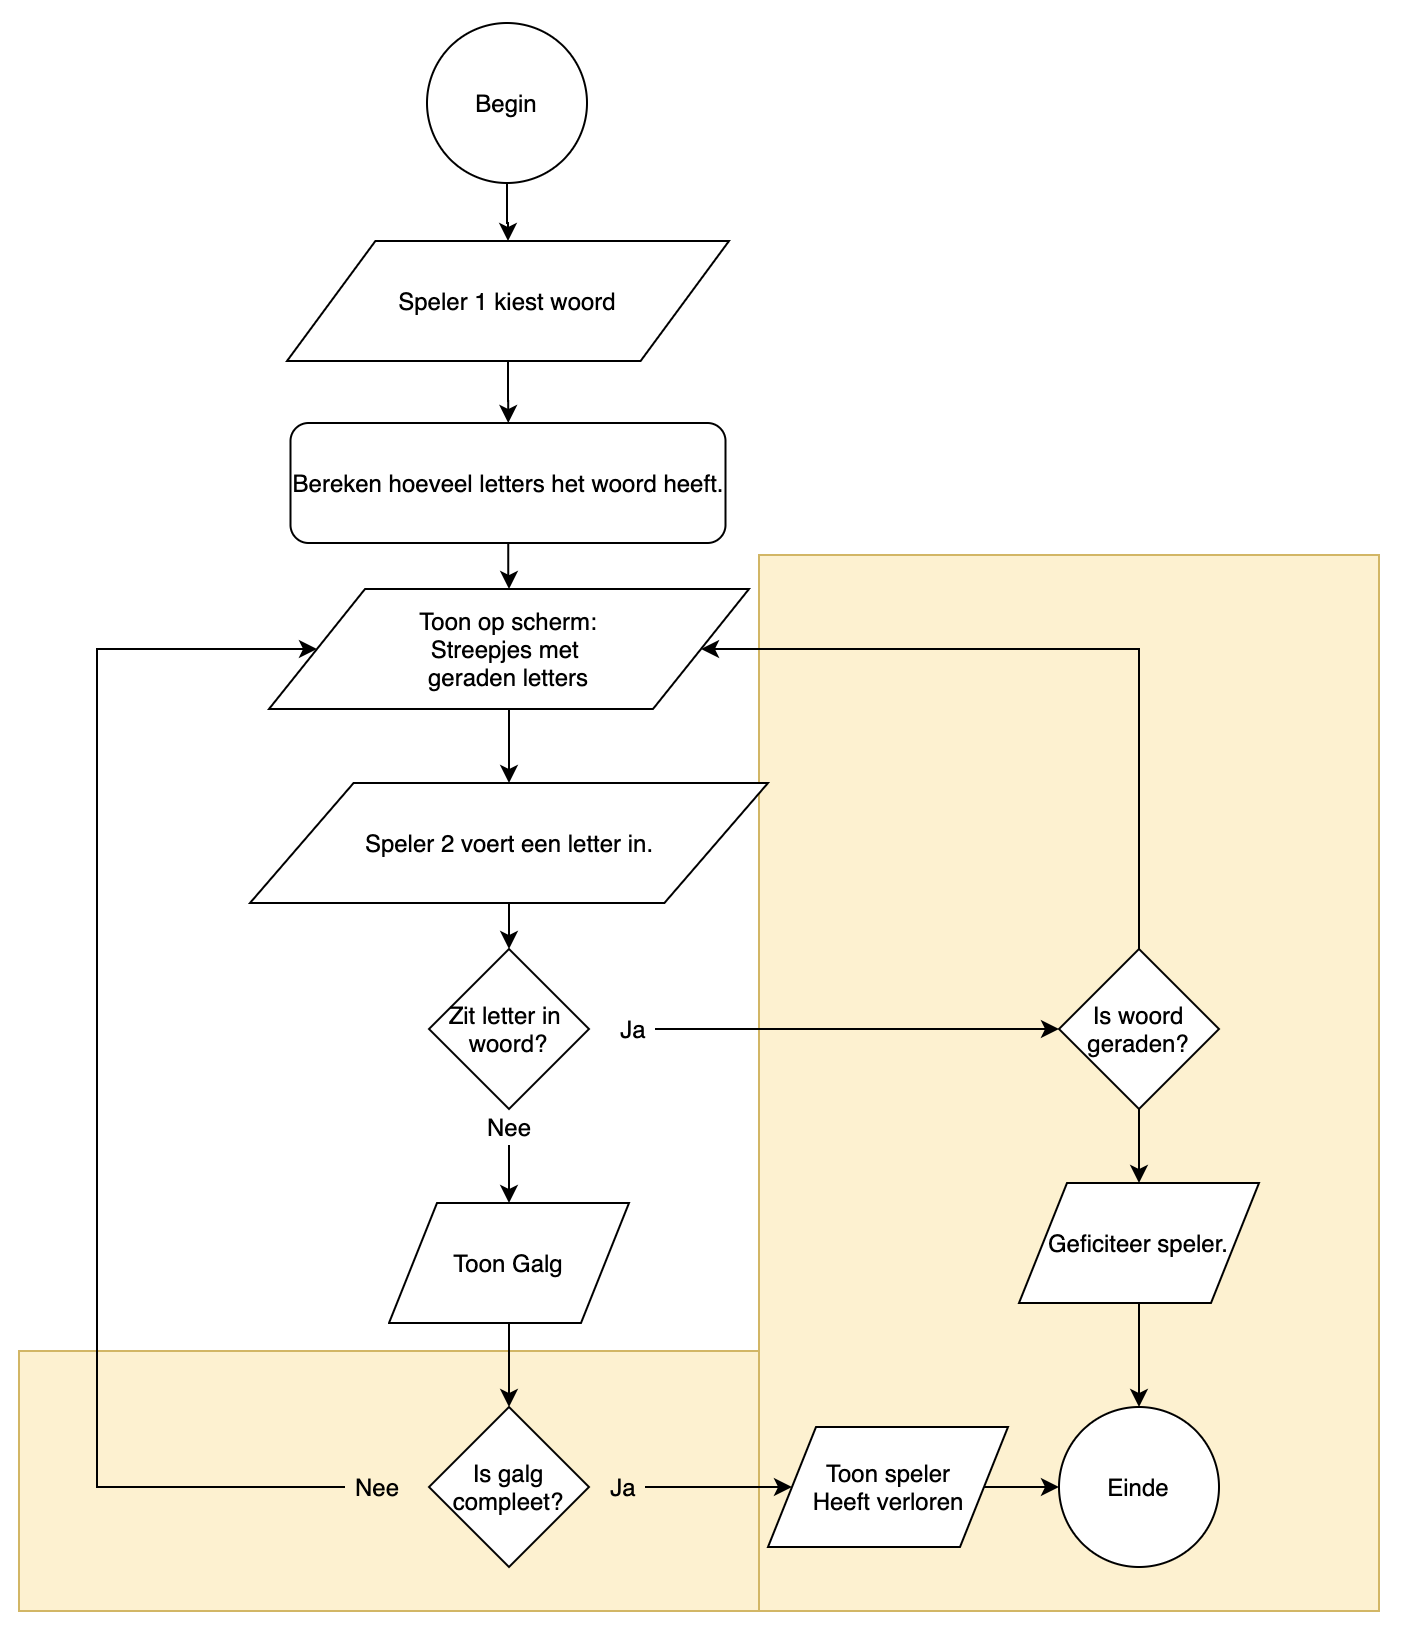 Begin
Speler 1 kiest woord
Bereken hoeveel letters het woord heeft.
Toon op scherm:
Streepjes met
geraden letters
Speler 2 voert een letter in.
Zit letter in
woord?
Ja
Is woord
geraden?
Nee
Toon Galg
Geficiteer speler.
Nee
Is galg
compleet?
Ja
Toon speler
Heeft verloren
Einde